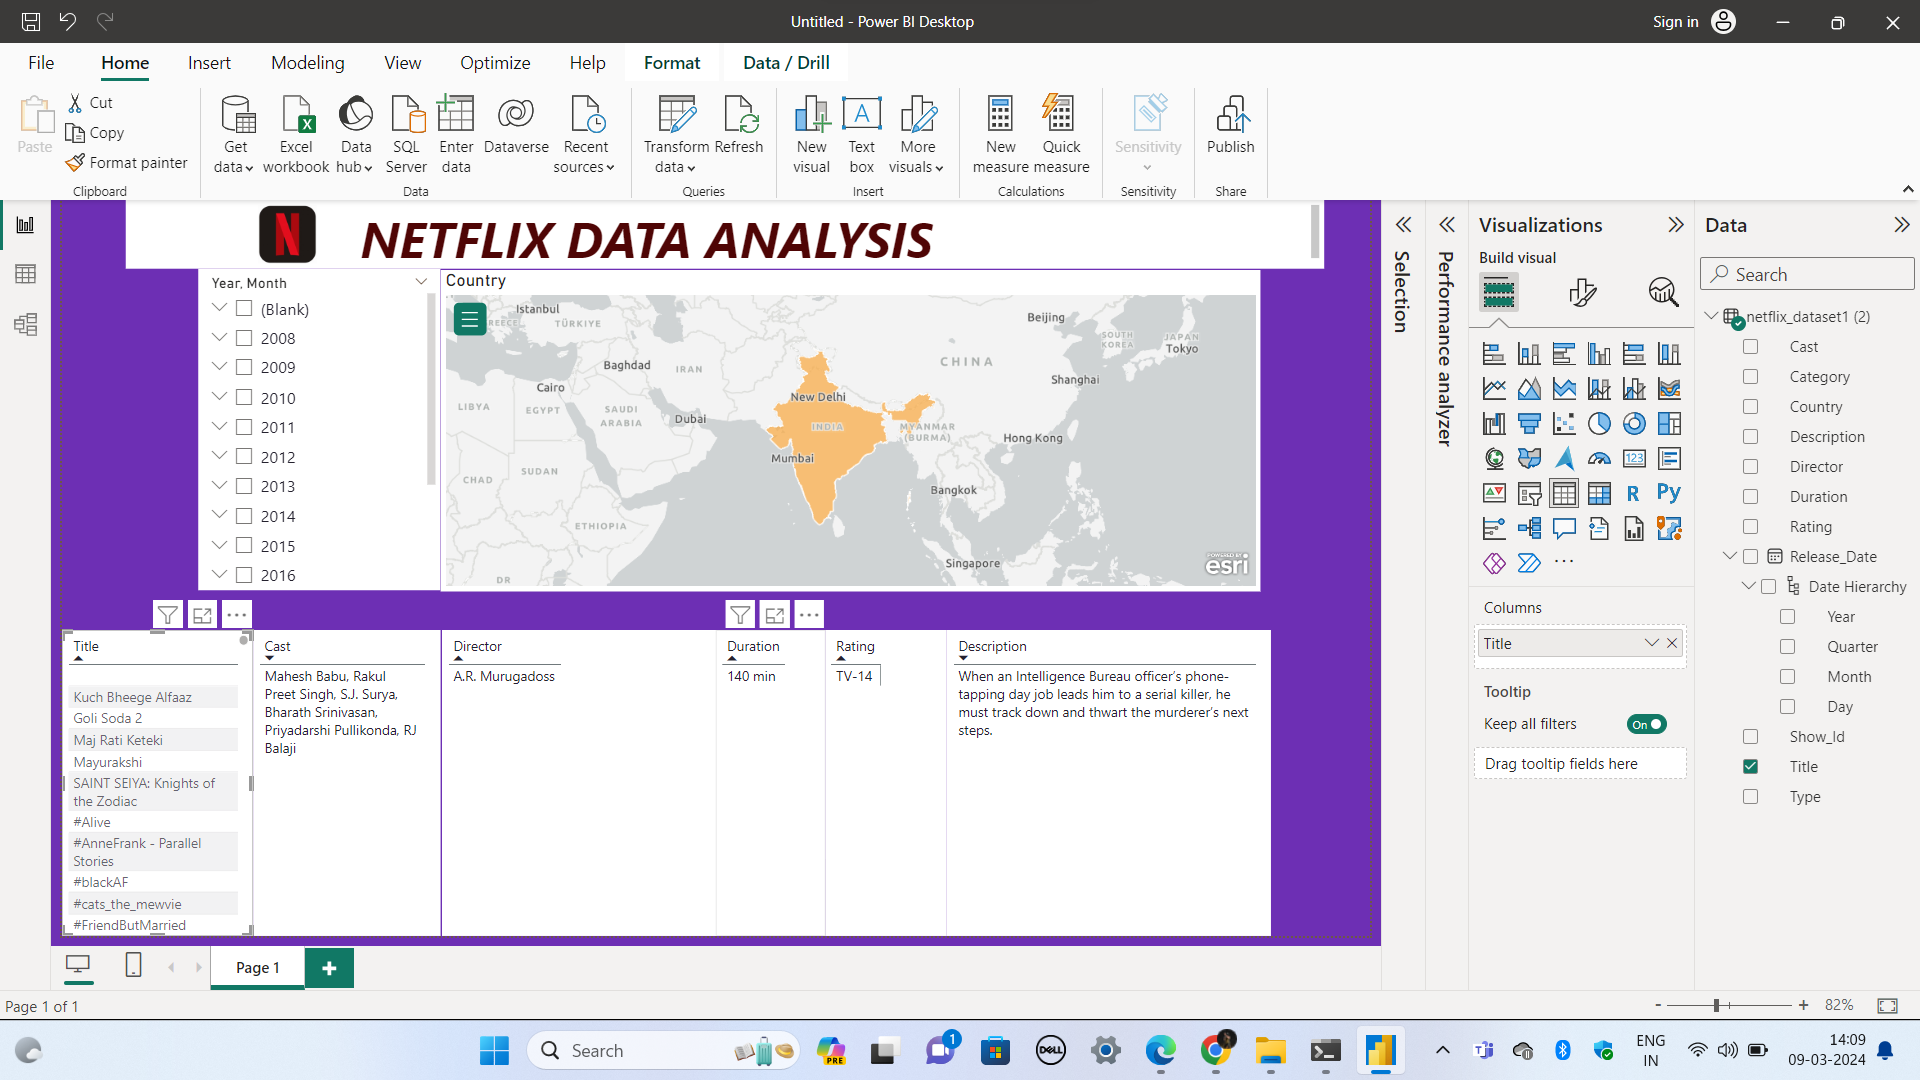 Untitled - Power BI Desktop
Sign in
File
Home
Insert
Modeling
View
Optimize
Help
Format
Data / Drill
Paste
Cut
Copy
Format painter
Clipboard
Get data
Excel workbook
Data hub
SQL Server
Enter data
Dataverse
Recent sources
Data
Transform data
Refresh
Queries
New visual
Text box
More visuals
Insert
New measure
Quick measure
Calculations
Sensitivity
Sensitivity
Publish
Share
N
NETFLIX DATA ANALYSIS
Year, Month
(Blank)
2008
2009
2010
2011
2012
2013
2014
2015
2016
Country
Istanbul
REECE
TÜRKIYE
Beijing
SOUTH KOREA
JAPAN
Tokyo
Baghdad
IRAN
CHINA
Cairo
Shanghai
LIBYA
EGYPT
SAUDI ARABIA
Dubai
New Delhi
INDIA
MYANMAR (BURMA)
Hong Kong
Mumbai
CHAD
SUDAN
Bangkok
ETHIOPIA
Singapore
DR
POWERED BY
esri
Title
Kuch Bheege Alfaaz
Goli Soda 2
Maj Rati Keteki
Mayurakshi
SAINT SEIYA: Knights of
the Zodiac
#Alive
#AnneFrank - Parallel
Stories
#blackAF
#cats_the_mewvie
#FriendButMarried
Cast
Mahesh Babu, Rakul
Preet Singh, S.J. Surya,
Bharath Srinivasan,
Priyadarshi Pullikonda, RJ
Balaji
Director
A.R. Murugadoss
Duration
140 min
Rating
TV-14
Description
When an Intelligence Bureau officer's phone-
tapping day job leads him to a serial killer, he
must track down and thwart the murderer's next
steps.
Selection
Performance analyzer
Visualizations
Build visual
123
R
Py
Columns
Title
Tooltip
Keep all filters
On
Drag tooltip fields here
Data
Search
netflix_dataset1 (2)
Cast
Category
Country
Description
Director
Duration
Rating
Release_Date
Date Hierarchy
Year
Quarter
Month
Day
Show_Id
Title
Type
Page 1
Page 1 of 1
- + 82%
Search
PRE
1
DELL
ENG
IN
14:09
09-03-2024